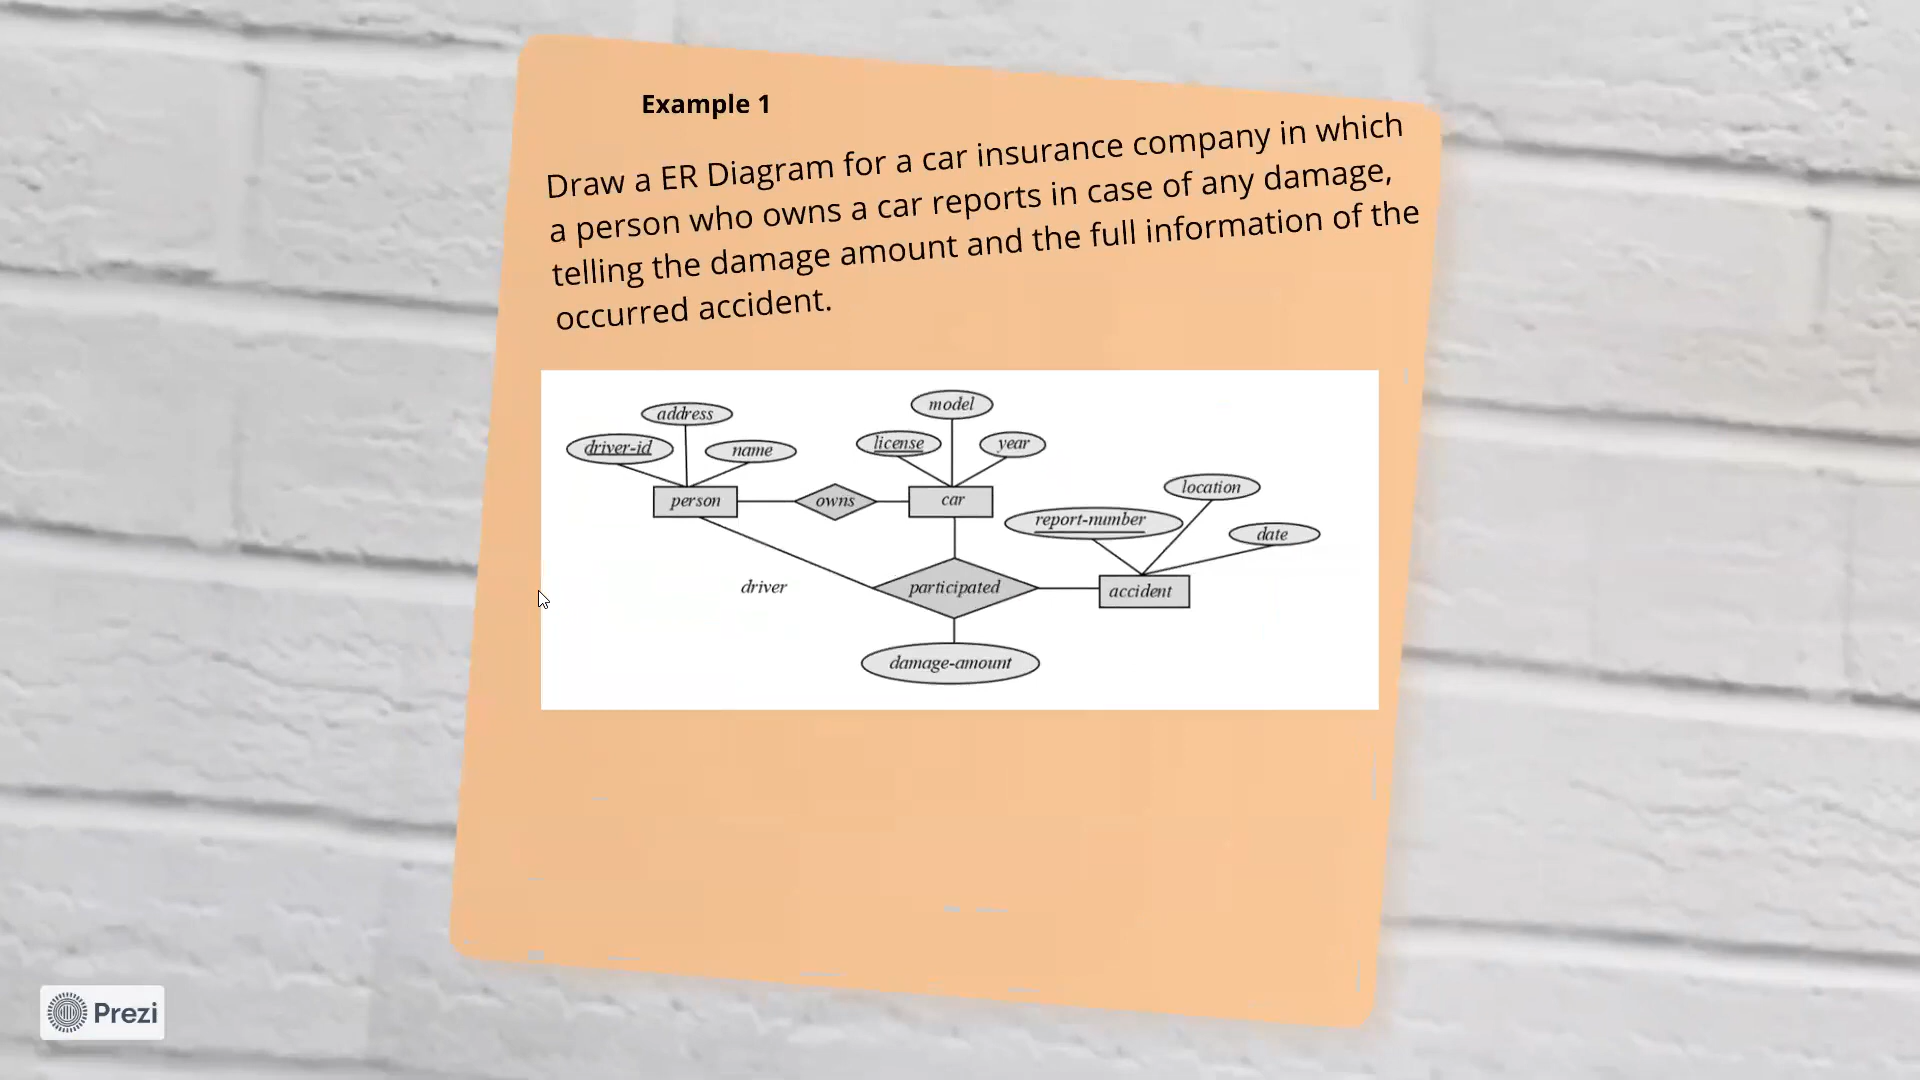 Example 1
Draw a ER Diagram for a car insurance company in which
a person who owns a car reports in case of any damage,
telling the damage amount and the full information of the
occurred accident.
model
address
license
year
driver-id
name
location
person
owns
car
report-number
date
driver
participated
accident
damage-amount
Prezi